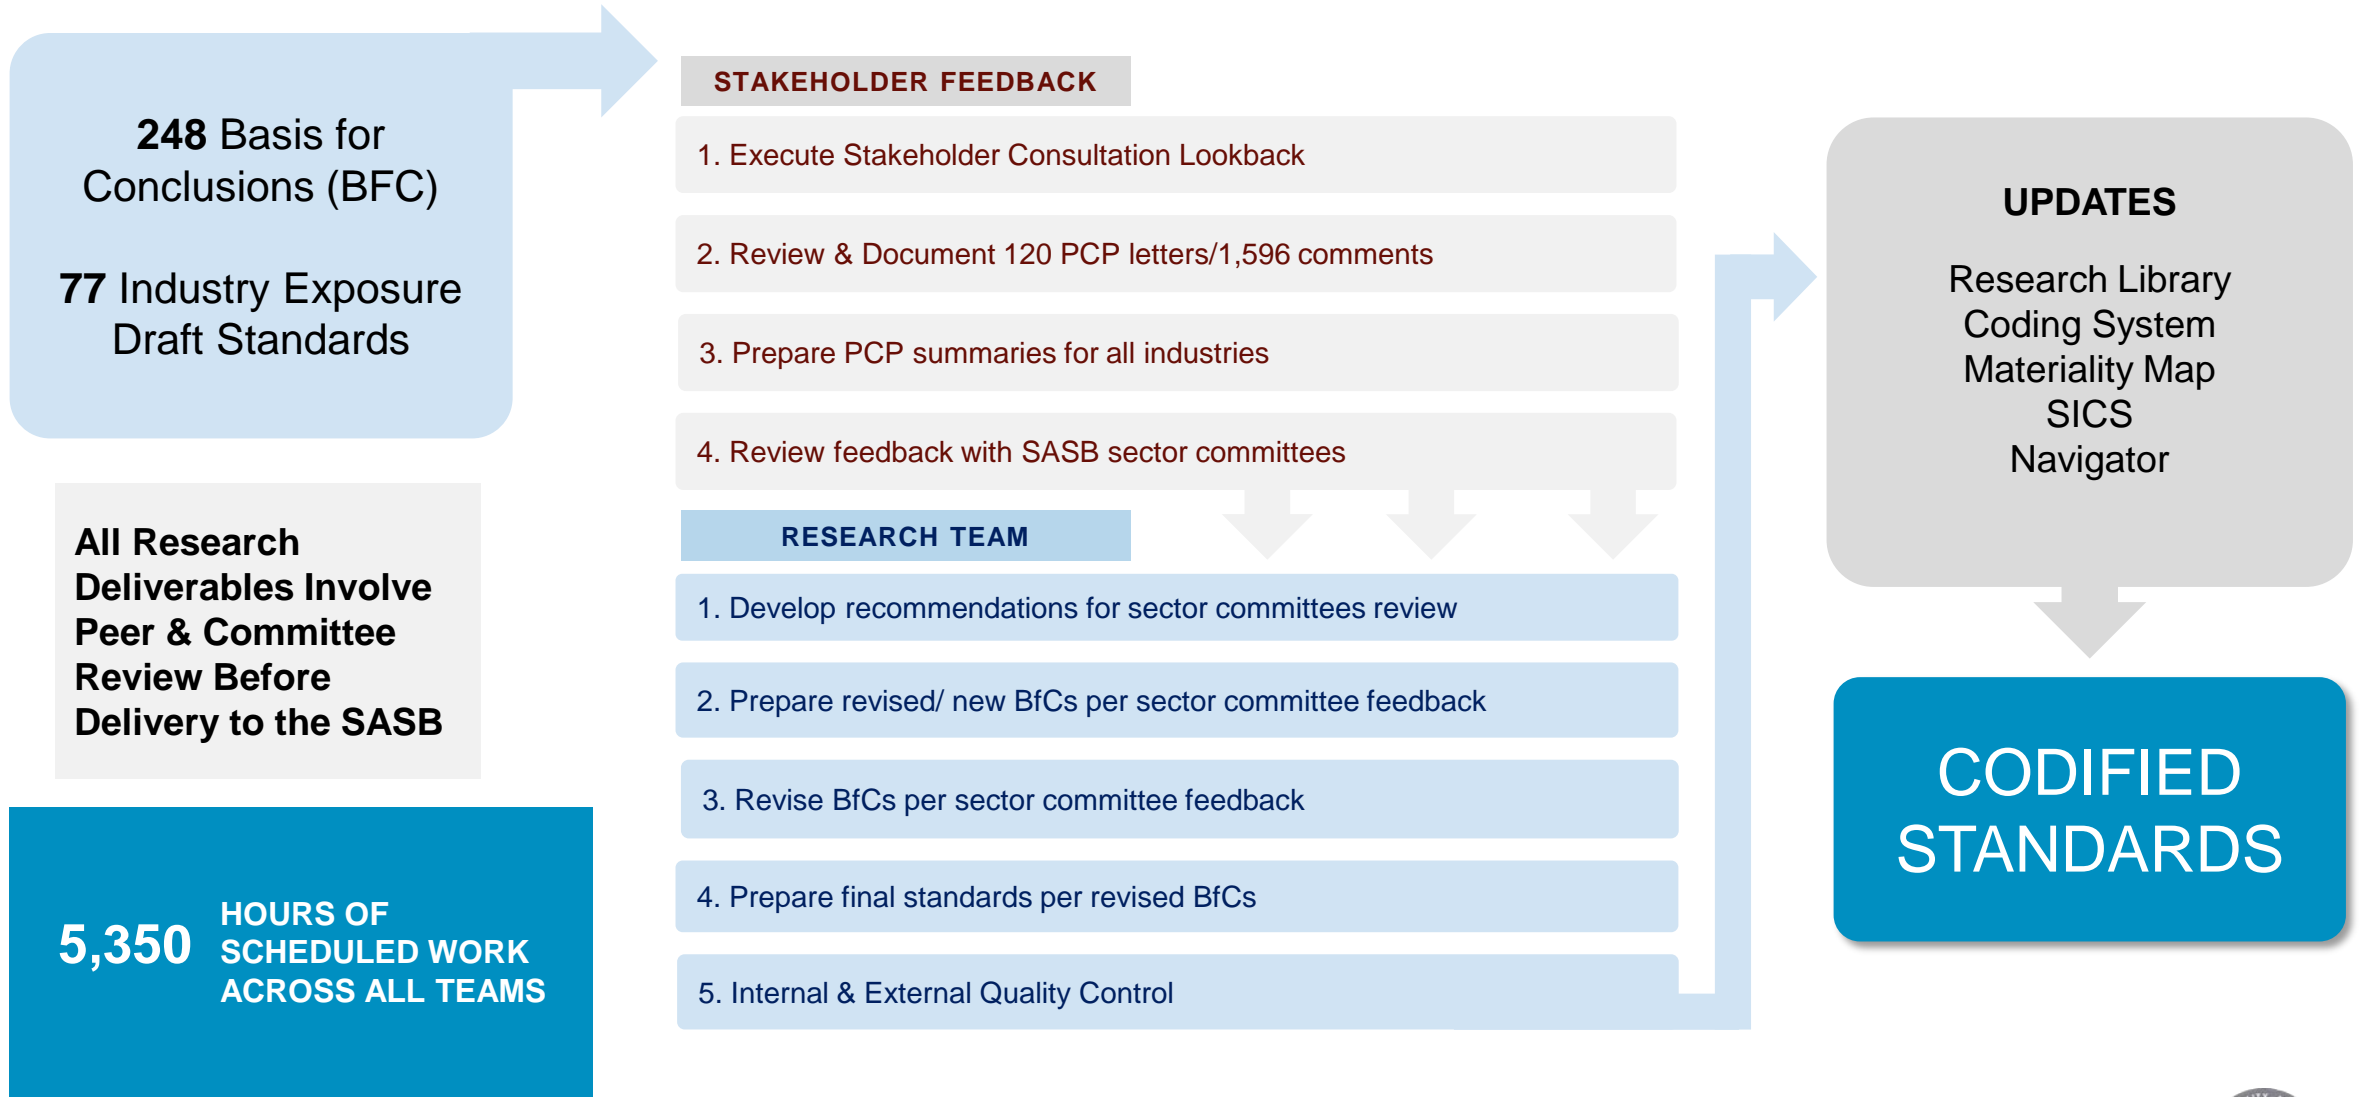 248 Basis for
Conclusions (BFC)
77 Industry Exposure
Draft Standards
All Research
Deliverables Involve
Peer & Committee
Review Before
Delivery to the SASB
5,350
HOURS OF
SCHEDULED WORK
ACROSS ALL TEAMS
STAKEHOLDER FEEDBACK
1. Execute Stakeholder Consultation Lookback
2. Review & Document 120 PCP letters/1,596 comments
3. Prepare PCP summaries for all industries
4. Review feedback with SASB sector committees
RESEARCH TEAM
1. Develop recommendations for sector committees review
2. Prepare revised/ new BfCs per sector committee feedback
3. Revise BfCs per sector committee feedback
4. Prepare final standards per revised BfCs
5. Internal & External Quality Control
UPDATES
Research Library
Coding System
Materiality Map
SICS
Navigator
CODIFIED
STANDARDS